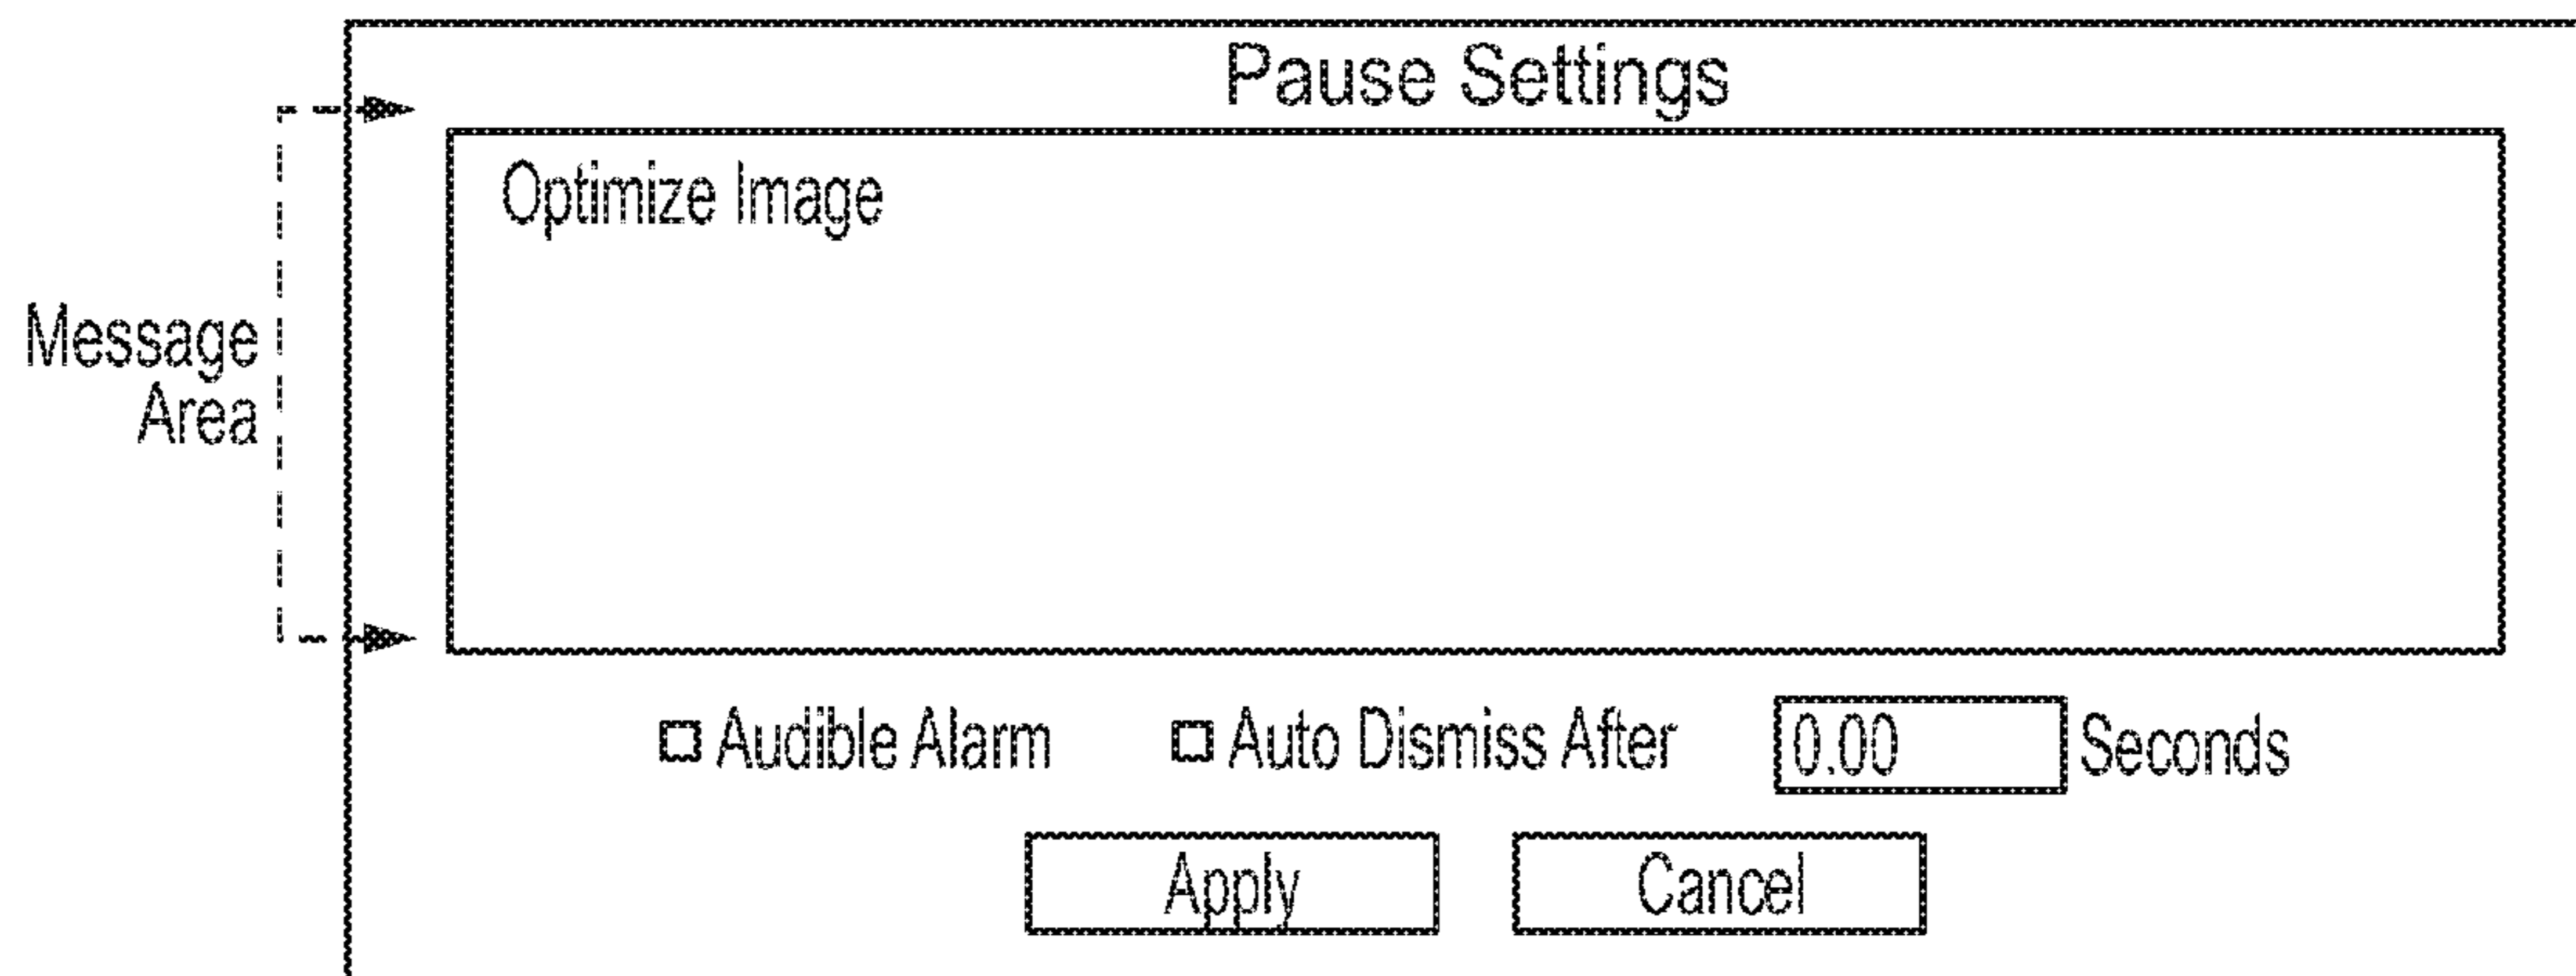 Pause Settings
Optimize Image
Message
Area
Audible Alarm
Auto Dismiss After
0.00
Seconds
Apply
Cancel